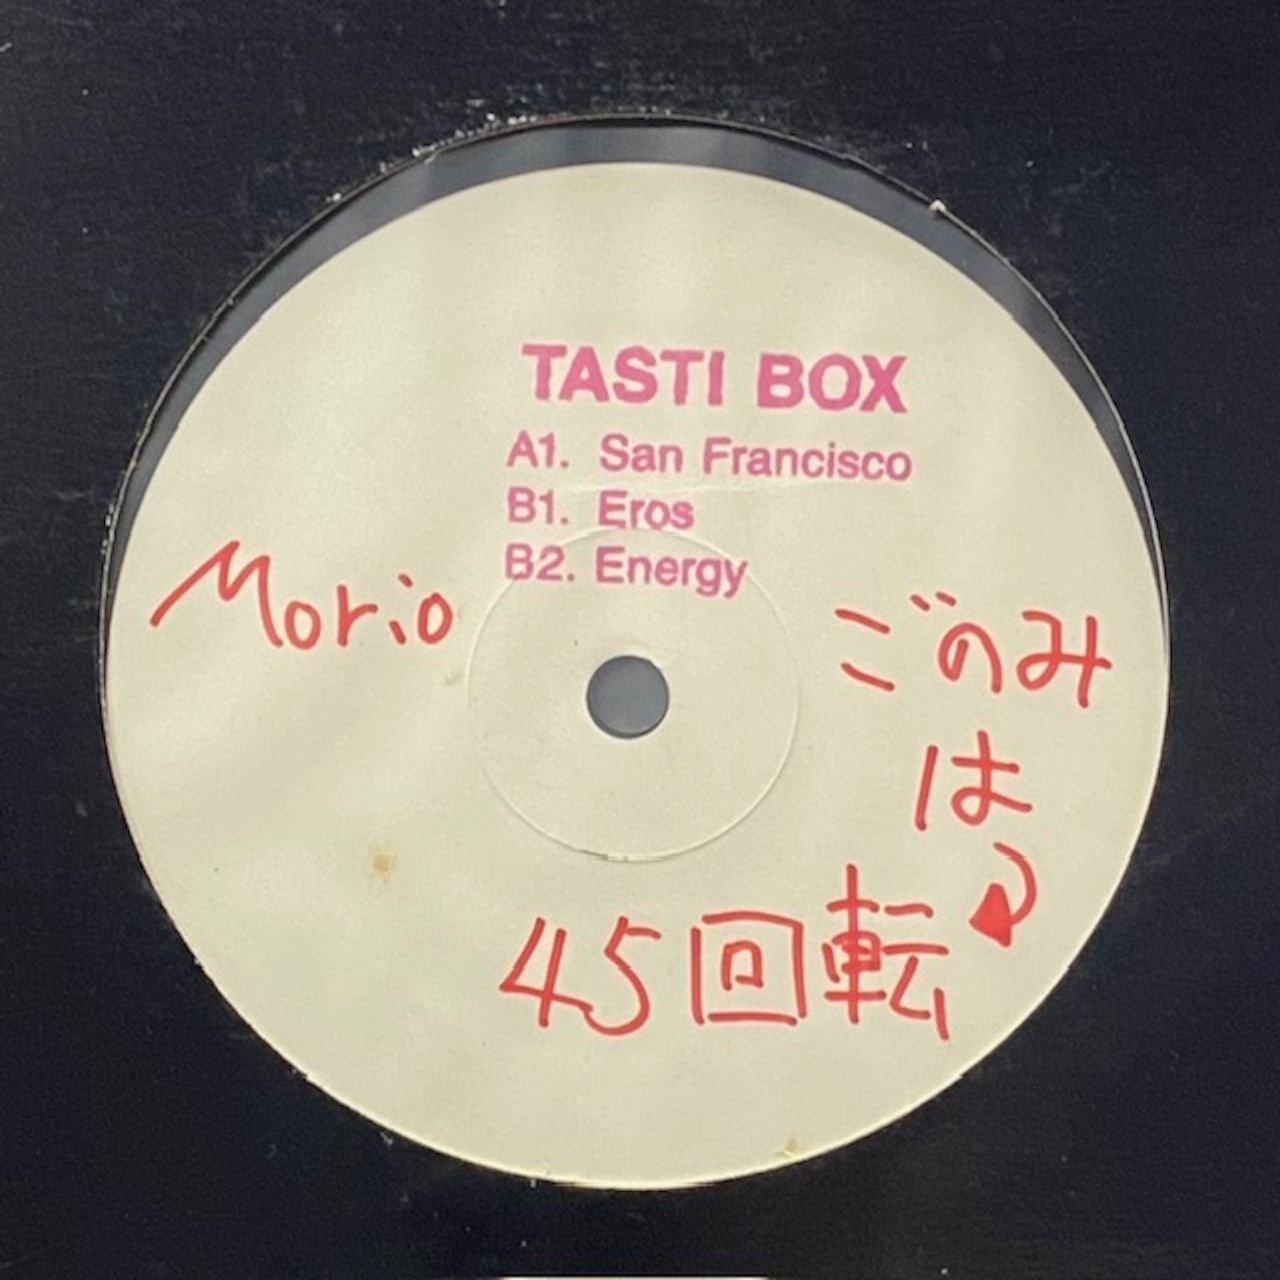 TASTI BOX
A1. San Francisco
B1. Eros
B2. Energy
Morio
ごのみ
は
45回転